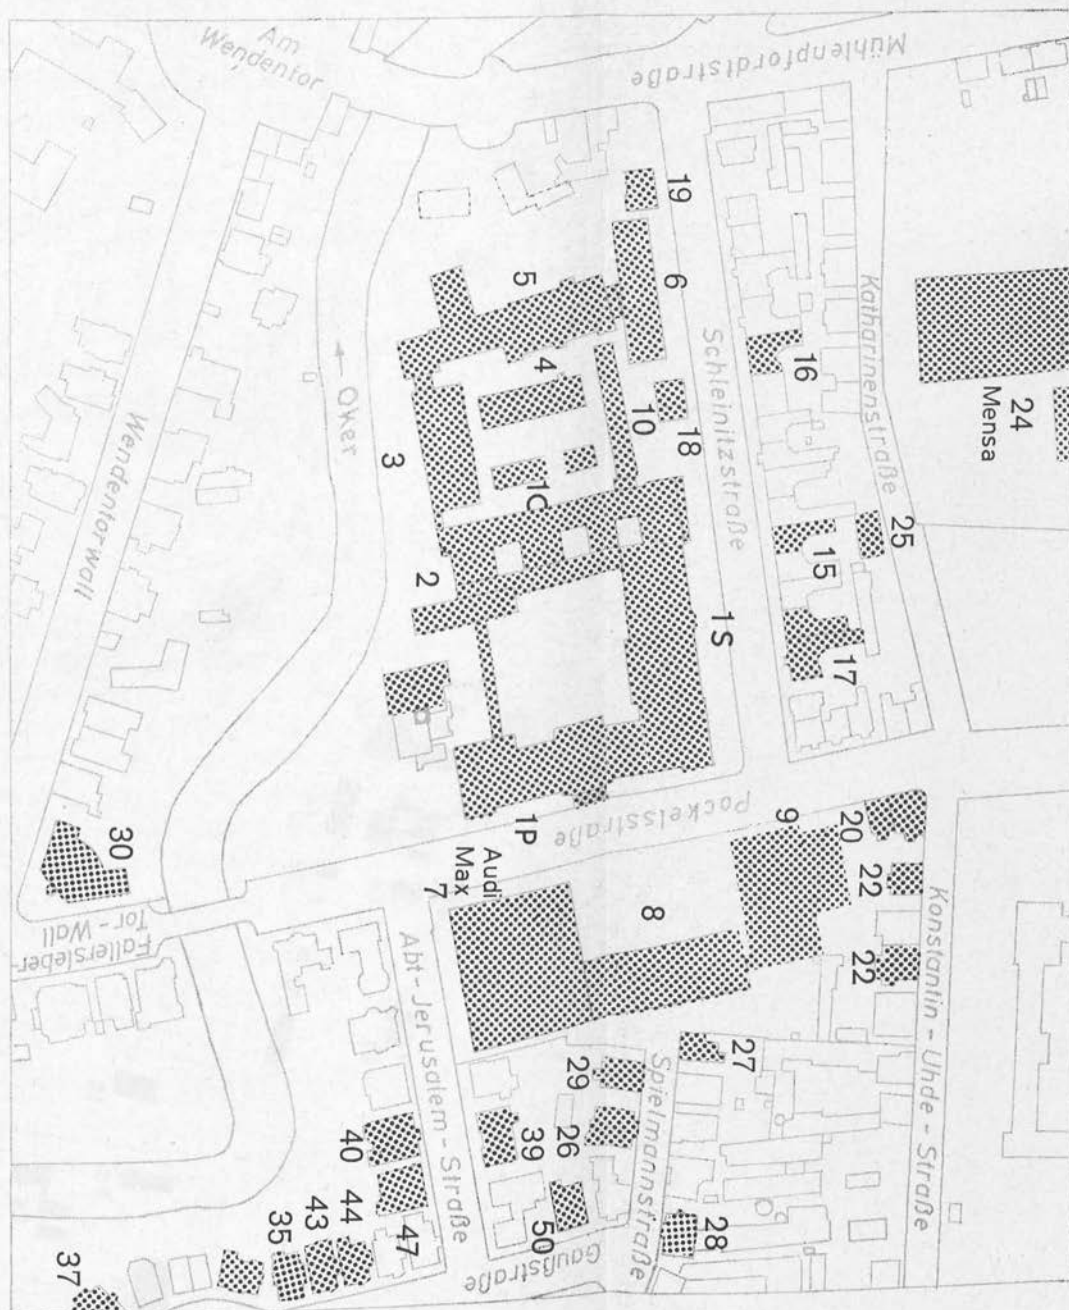 Am
Wendentor
Mühlenpfordtstraße
19
6
5
Katharinenstraße
24
Mensa
16
Schleinitzstraße
4
10
18
← Oker
3
1C
25
15
Wendentorwall
2
1S
17
Pockelsstraße
1P
30
Audi
Max
7
8
9
20
22
22
Konstantin - Uhde - Straße
Fallersleber-
Tor - Wall
Abt - Jerusalem - Straße
Spielmannstraße
27
29
26
39
40
50
28
Gaußstraße
47
44
43
35
37